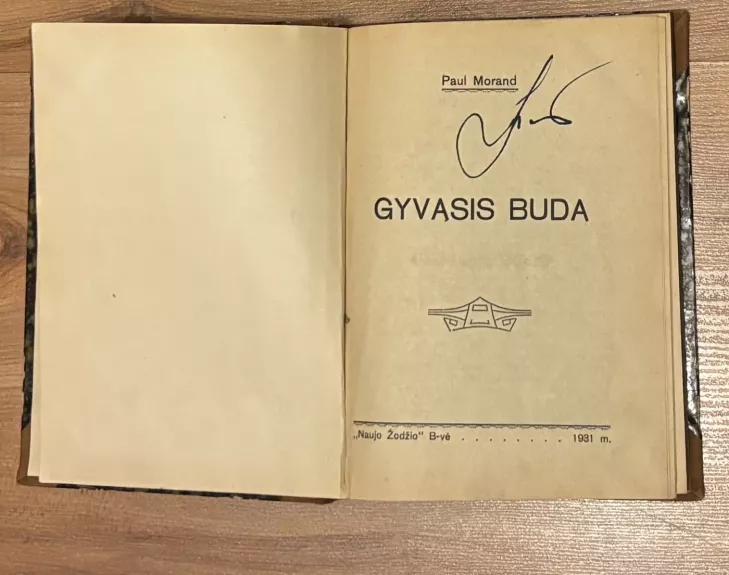 Paul Morand
GYVASIS BUDA
„Naujo Žodžio" B-vė . . . . . . . . 1931 m.